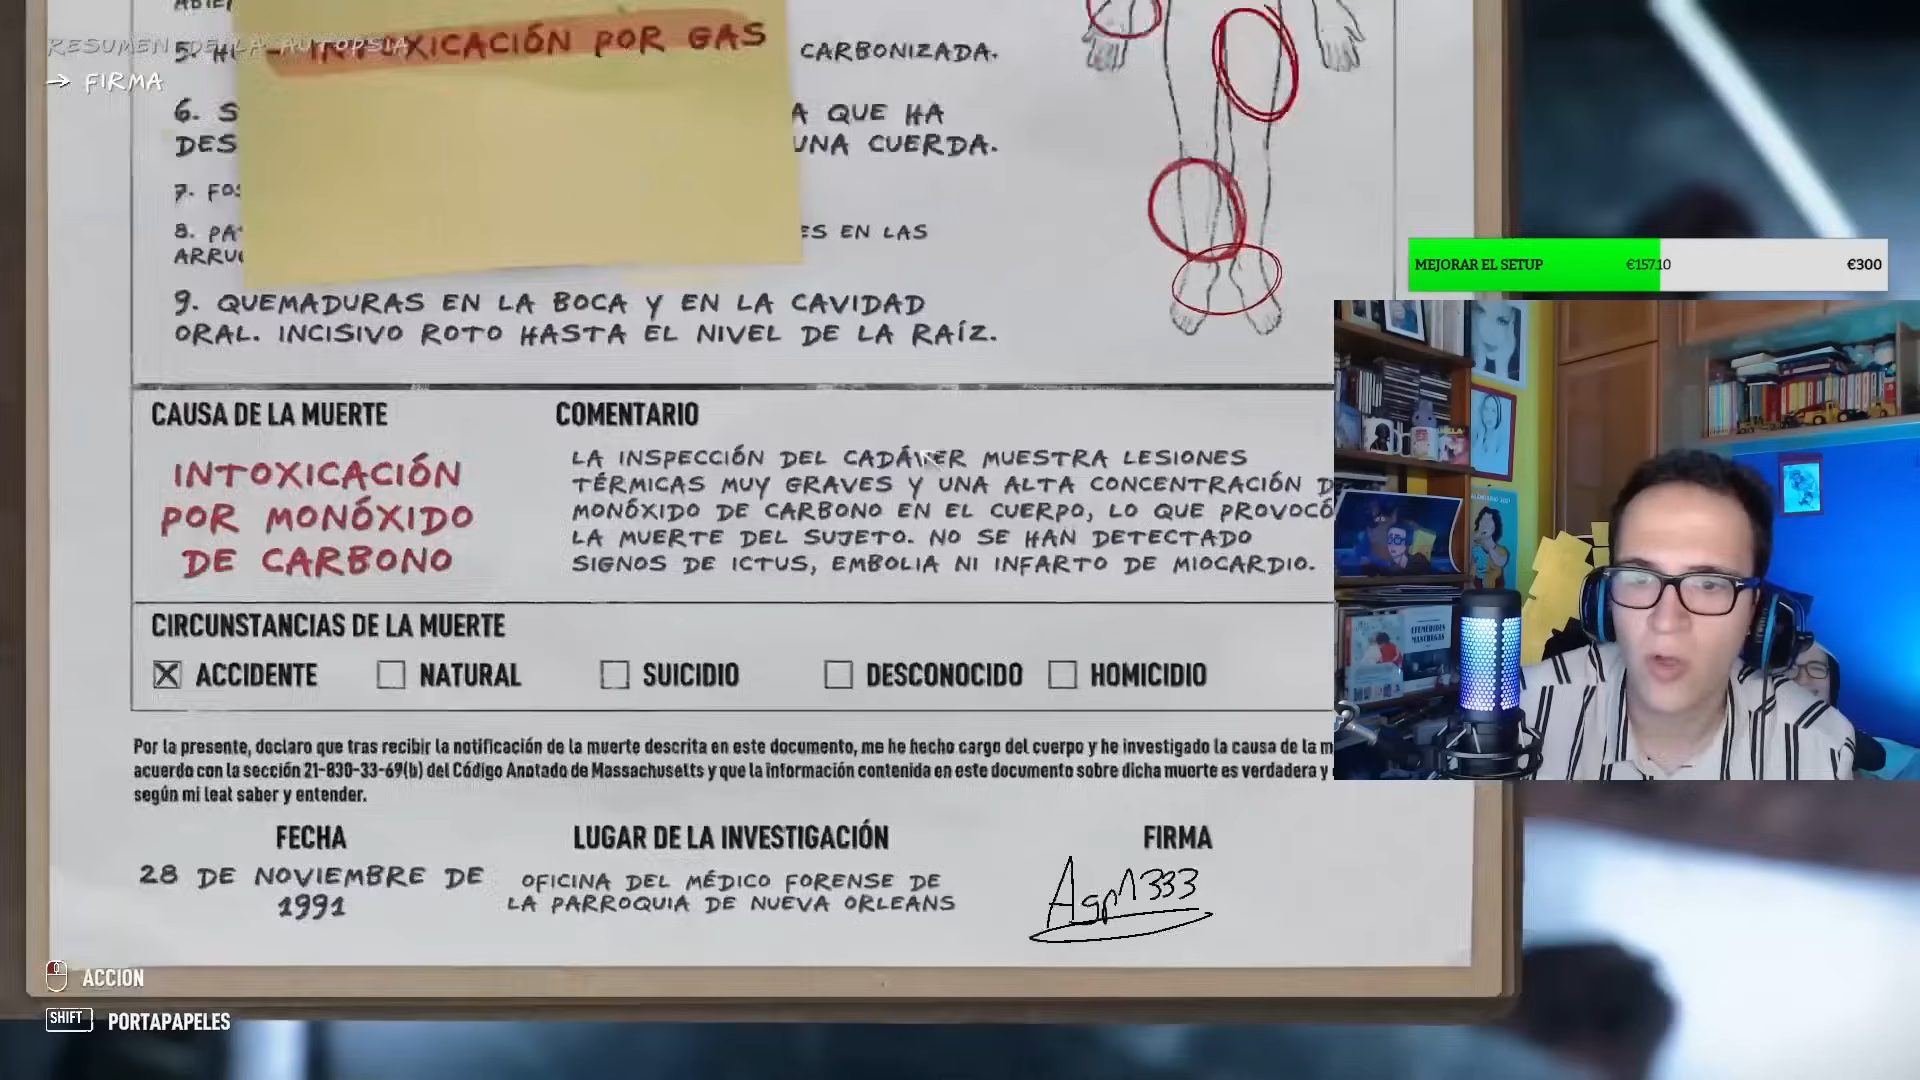 RESUMEN DE LA AUTOPSIA
→ FIRMA
- INTOXICACIÓN POR GAS
5. CARBONIZADA.
6. S A QUE HA
DES UNA CUERDA.
7. FOS
8. PA ES EN LAS
ARRU
9. QUEMADURAS EN LA BOCA Y EN LA CAVIDAD
ORAL. INCISIVO ROTO HASTA EL NIVEL DE LA RAÍZ.
MEJORAR EL SETUP €157.10 €300
CAUSA DE LA MUERTE
INTOXICACIÓN
POR MONÓXIDO
DE CARBONO
COMENTARIO
LA INSPECCIÓN DEL CADÁVER MUESTRA LESIONES
TÉRMICAS MUY GRAVES Y UNA ALTA CONCENTRACIÓN D
MONÓXIDO DE CARBONO EN EL CUERPO, LO QUE PROVOCÓ
LA MUERTE DEL SUJETO. NO SE HAN DETECTADO
SIGNOS DE ICTUS, EMBOLIA NI INFARTO DE MIOCARDIO.
CIRCUNSTANCIAS DE LA MUERTE
ACCIDENTE NATURAL SUICIDIO DESCONOCIDO HOMICIDIO
Por la presente, declaro que tras recibir la notificación de la muerte descrita en este documento, me he hecho cargo del cuerpo y he investigado la causa de la m
acuerdo con la sección 21-830-33-69(b) del Código Anotado de Massachusetts y que la información contenida en este documento sobre dicha muerte es verdadera y
según mi leal saber y entender.
FECHA
28 DE NOVIEMBRE DE
1991
LUGAR DE LA INVESTIGACIÓN
OFICINA DEL MÉDICO FORENSE DE
LA PARROQUIA DE NUEVA ORLEANS
FIRMA
EFEMÉRIDES
ACCION
SHIFT PORTAPAPELES